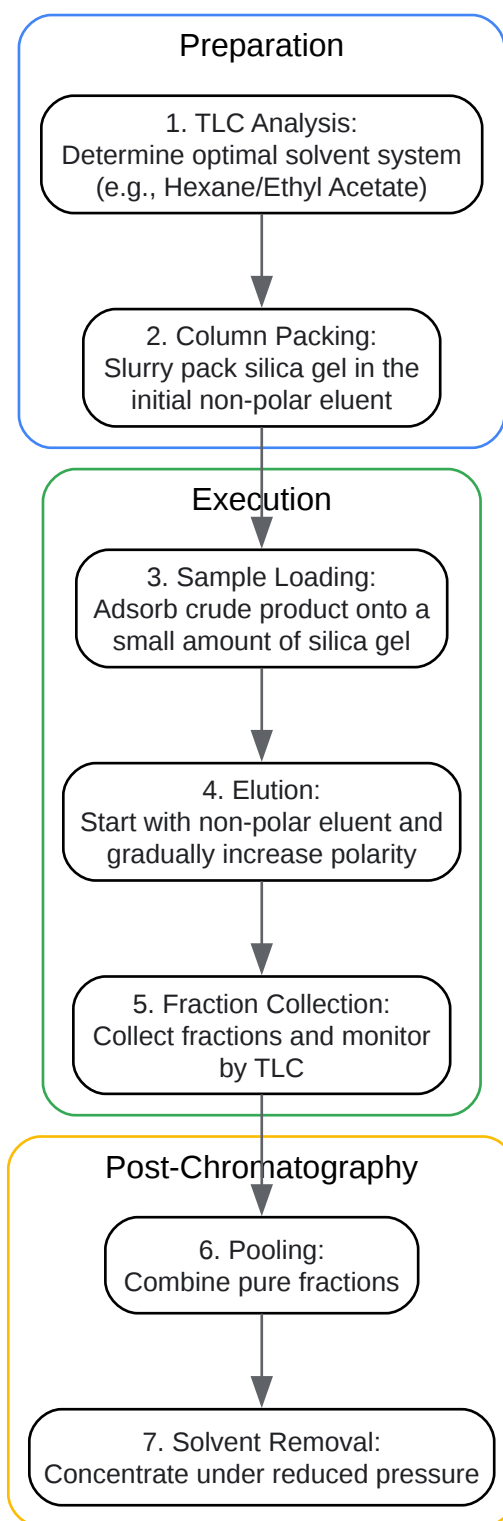 Preparation
1. TLC Analysis:
Determine optimal solvent system
(e.g., Hexane/Ethyl Acetate)
2. Column Packing:
Slurry pack silica gel in the
initial non-polar eluent
Execution
3. Sample Loading:
Adsorb crude product onto a
small amount of silica gel
4. Elution:
Start with non-polar eluent and
gradually increase polarity
5. Fraction Collection:
Collect fractions and monitor
by TLC
Post-Chromatography
6. Pooling:
Combine pure fractions
7. Solvent Removal:
Concentrate under reduced pressure